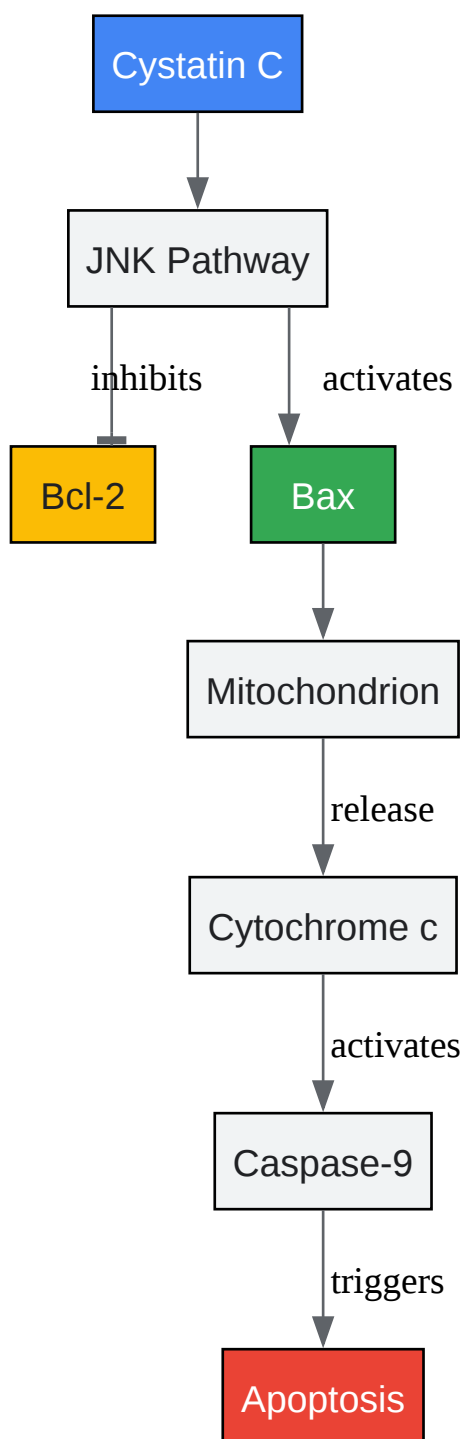 Cystatin C
JNK Pathway
inhibits
activates
Bcl-2
Bax
Mitochondrion
release
Cytochrome c
activates
Caspase-9
triggers
Apoptosis